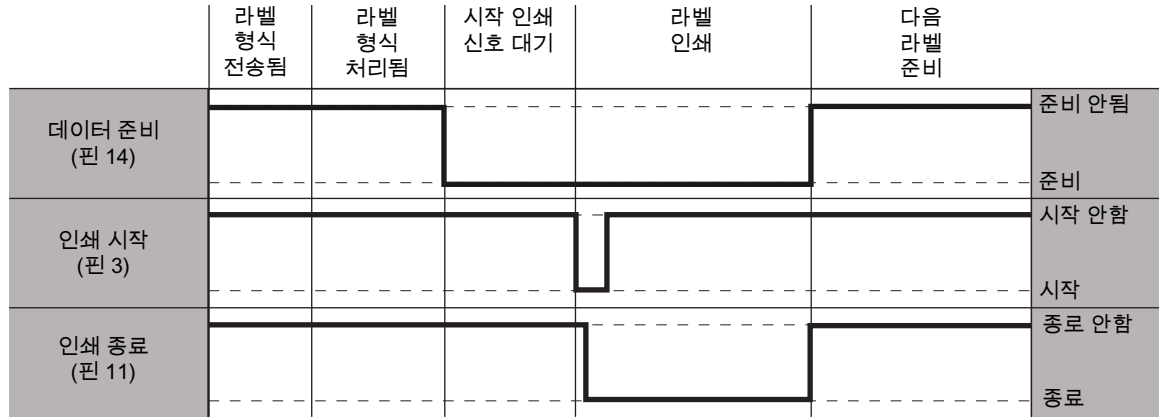 라벨
형식
전송됨
라벨
형식
처리됨
시작 인쇄
신호 대기
라벨
인쇄
다음
라벨
준비
데이터 준비
(핀 14)
준비 안됨
준비
인쇄 시작
(핀 3)
시작 안함
시작
인쇄 종료
(핀 11)
종료 안함
종료